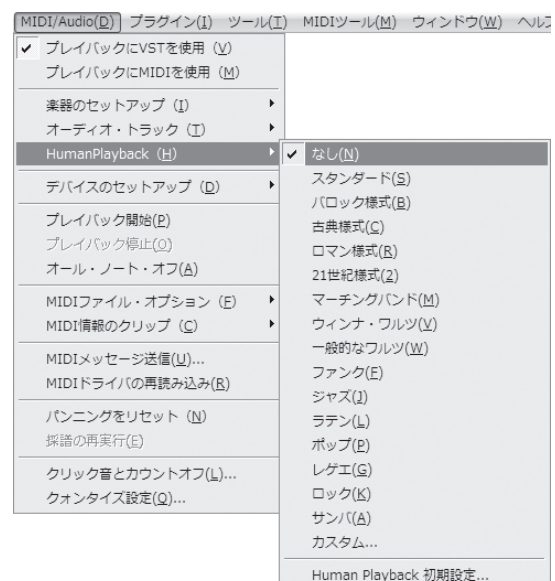 MIDI/Audio(D) プラグイン(I) ツール(T) MIDIツール(M) ウィンドウ(W) ヘルプ
プレイバックにVSTを使用 (V)
プレイバックにMIDIを使用 (M)
楽器のセットアップ (I)
オーディオ・トラック (T)
HumanPlayback (H)
デバイスのセットアップ (D)
プレイバック開始(P)
プレイバック停止(O)
オール・ノート・オフ(A)
MIDIファイル・オプション (F)
MIDI情報のクリップ (C)
MIDIメッセージ送信(U)...
MIDIドライバの再読み込み(R)
パンニングをリセット (N)
採譜の再実行(E)
クリック音とカウントオフ(L)...
クォンタイズ設定(Q)...
なし(N)
スタンダード(S)
バロック様式(B)
古典様式(C)
ロマン様式(R)
21世紀様式(2)
マーチングバンド(M)
ウィンナ・ワルツ(V)
一般的なワルツ(W)
ファンク(F)
ジャズ(J)
ラテン(L)
ポップ(P)
レゲエ(G)
ロック(K)
サンバ(A)
カスタム...
Human Playback 初期設定...